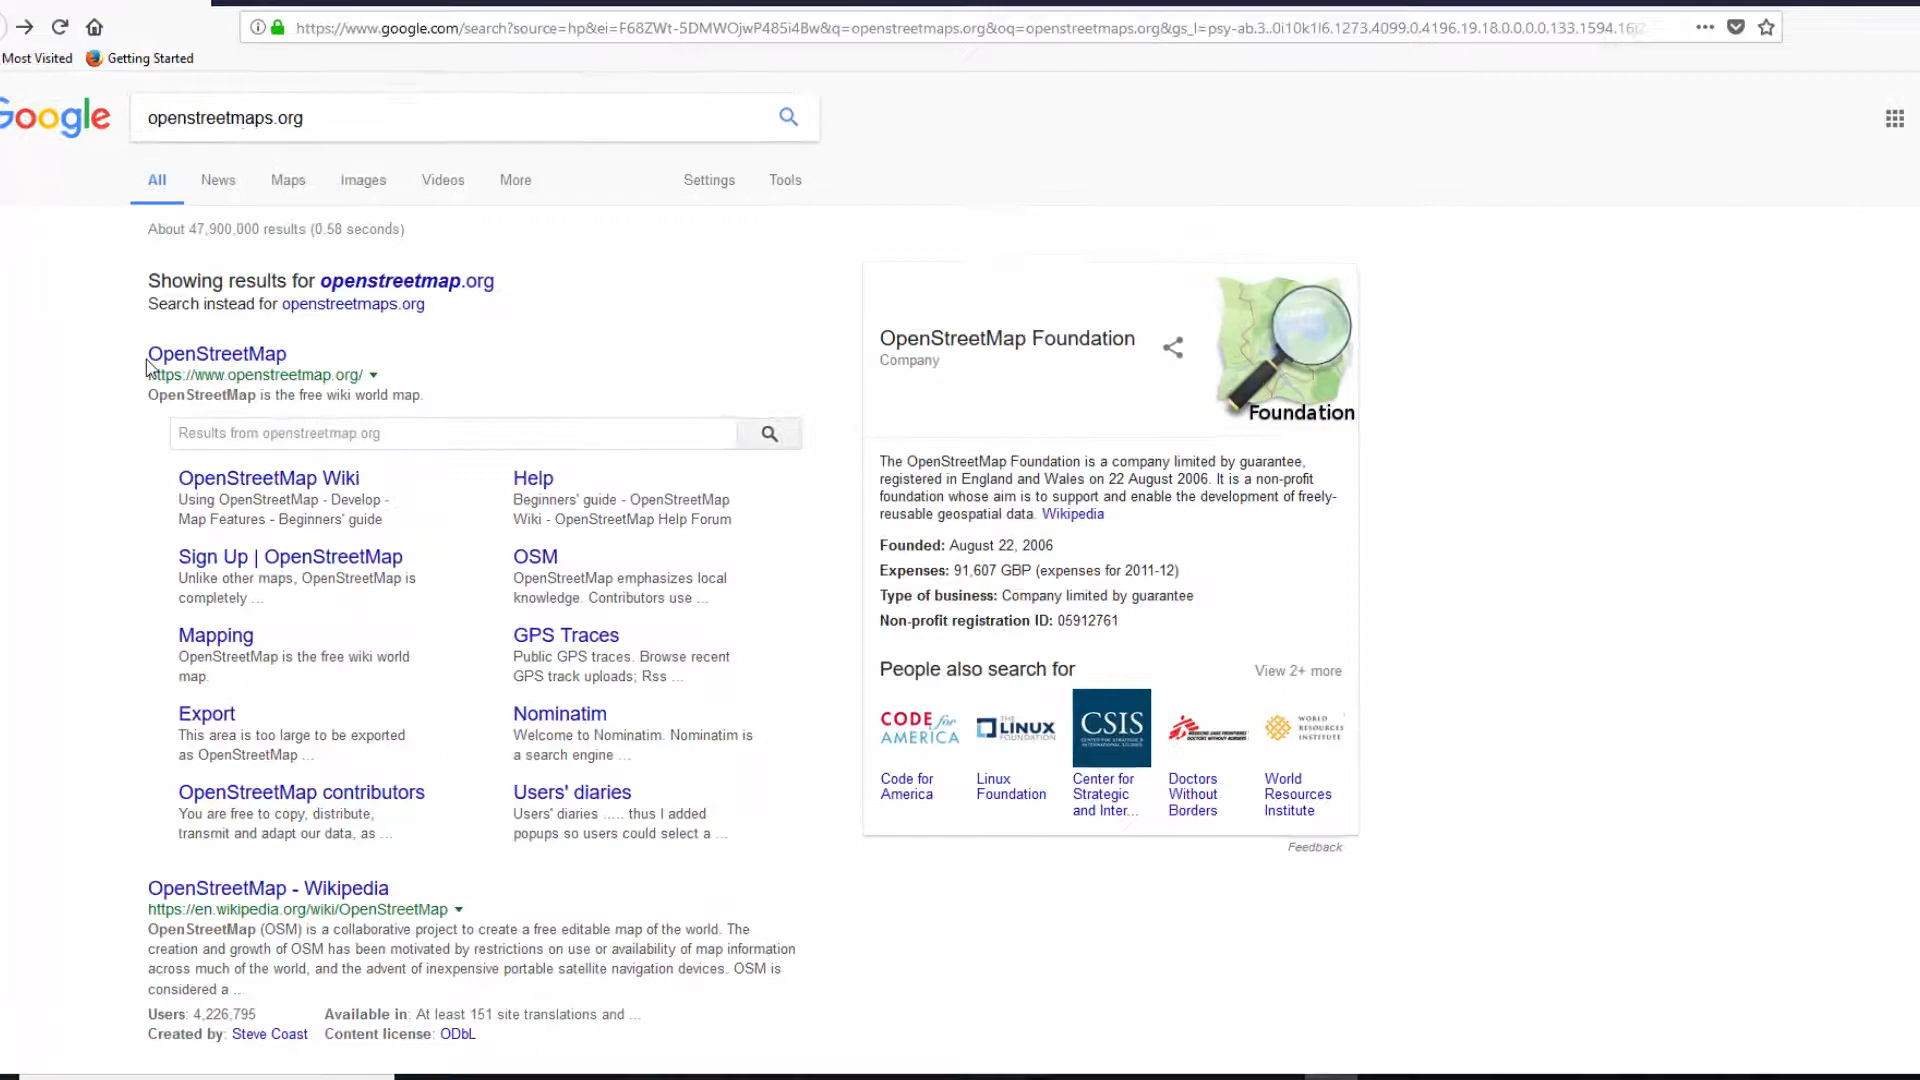 https://www.google.com/search?source=hp&ei=F68ZWt-5DMWOjwP485i4Bw&q=openstreetmaps.org&oq=openstreetmaps.org&gs_l=psy-ab.3..0i10k1l6.1273.4099.0.4196.19.18.0.0.0.0.133.1594.16
Most Visited
Getting Started
Google
openstreetmaps.org
All
News
Maps
Images
Videos
More
Settings
Tools
About 47,900,000 results (0.58 seconds)
Showing results for openstreetmap.org
Search instead for openstreetmaps.org
OpenStreetMap
https://www.openstreetmap.org/
OpenStreetMap is the free wiki world map.
Results from openstreetmap.org
OpenStreetMap Wiki
Using OpenStreetMap - Develop -
Map Features - Beginners' guide
Help
Beginners' guide - OpenStreetMap
Wiki - OpenStreetMap Help Forum
Sign Up | OpenStreetMap
Unlike other maps, OpenStreetMap is
completely ...
OSM
OpenStreetMap emphasizes local
knowledge. Contributors use ...
Mapping
OpenStreetMap is the free wiki world
map.
GPS Traces
Public GPS traces. Browse recent
GPS track uploads; Rss ...
Export
This area is too large to be exported
as OpenStreetMap ...
Nominatim
Welcome to Nominatim. Nominatim is
a search engine ...
OpenStreetMap contributors
You are free to copy, distribute,
transmit and adapt our data, as ...
Users' diaries
Users' diaries ..... thus I added
popups so users could select a ...
OpenStreetMap - Wikipedia
https://en.wikipedia.org/wiki/OpenStreetMap
OpenStreetMap (OSM) is a collaborative project to create a free editable map of the world. The
creation and growth of OSM has been motivated by restrictions on use or availability of map information
across much of the world, and the advent of inexpensive portable satellite navigation devices. OSM is
considered a ...
Users: 4,226,795
Available in: At least 151 site translations and ...
Created by: Steve Coast
Content license: ODbL
OpenStreetMap Foundation
Company
Foundation
The OpenStreetMap Foundation is a company limited by guarantee,
registered in England and Wales on 22 August 2006. It is a non-profit
foundation whose aim is to support and enable the development of freely-
reusable geospatial data. Wikipedia
Founded: August 22, 2006
Expenses: 91,607 GBP (expenses for 2011-12)
Type of business: Company limited by guarantee
Non-profit registration ID: 05912761
People also search for
View 2+ more
CODE for
AMERICA
THE
LINUX
FOUNDATION
CSIS
WORLD
RESOURCES
INSTITUTE
Code for
America
Linux
Foundation
Center for
Strategic
and Inter...
Doctors
Without
Borders
World
Resources
Institute
Feedback